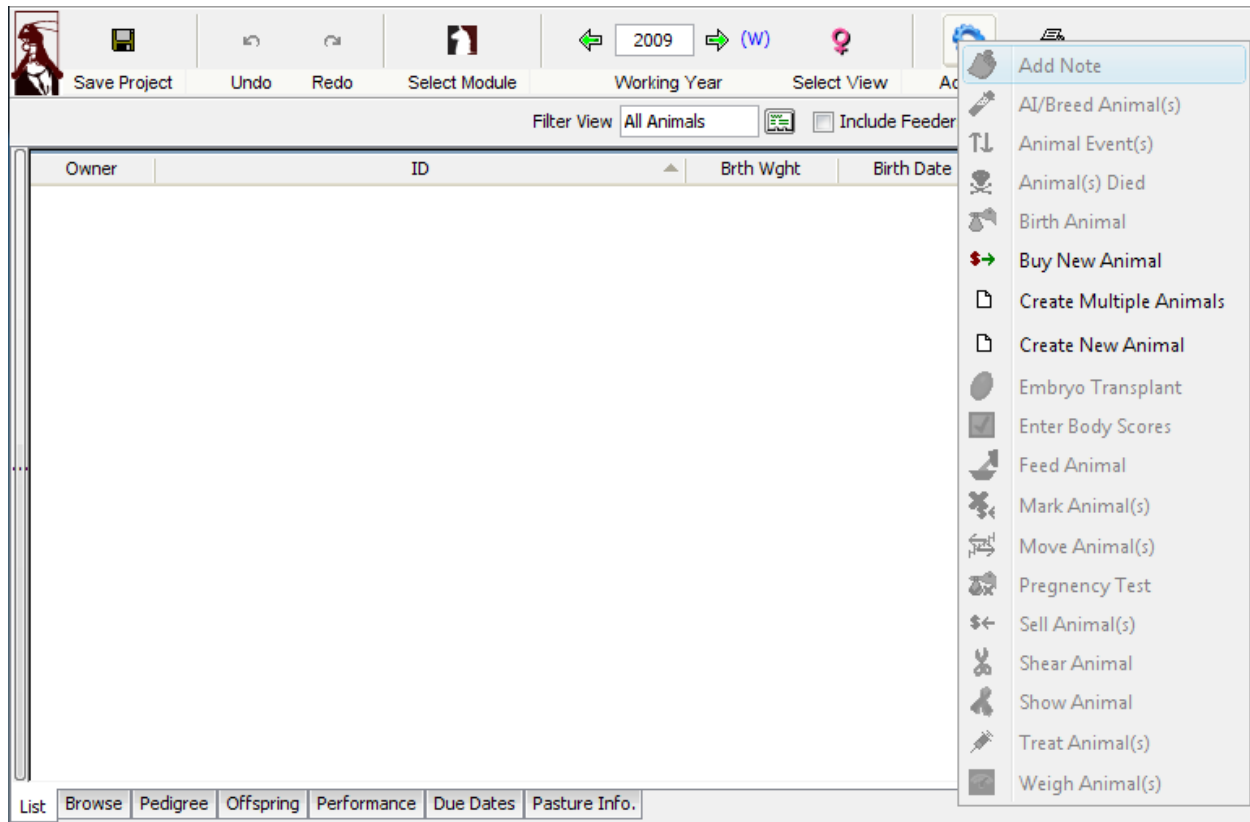 2009 (W)
Save Project Undo Redo Select Module Working Year Select View Ac
Filter View All Animals Include Feeder
Owner ID Brth Wght Birth Date
Add Note
AI/Breed Animal(s)
Animal Event(s)
Animal(s) Died
Birth Animal
Buy New Animal
Create Multiple Animals
Create New Animal
Embryo Transplant
Enter Body Scores
Feed Animal
Mark Animal(s)
Move Animal(s)
Pregnency Test
Sell Animal(s)
Shear Animal
Show Animal
Treat Animal(s)
Weigh Animal(s)
List Browse Pedigree Offspring Performance Due Dates Pasture Info.